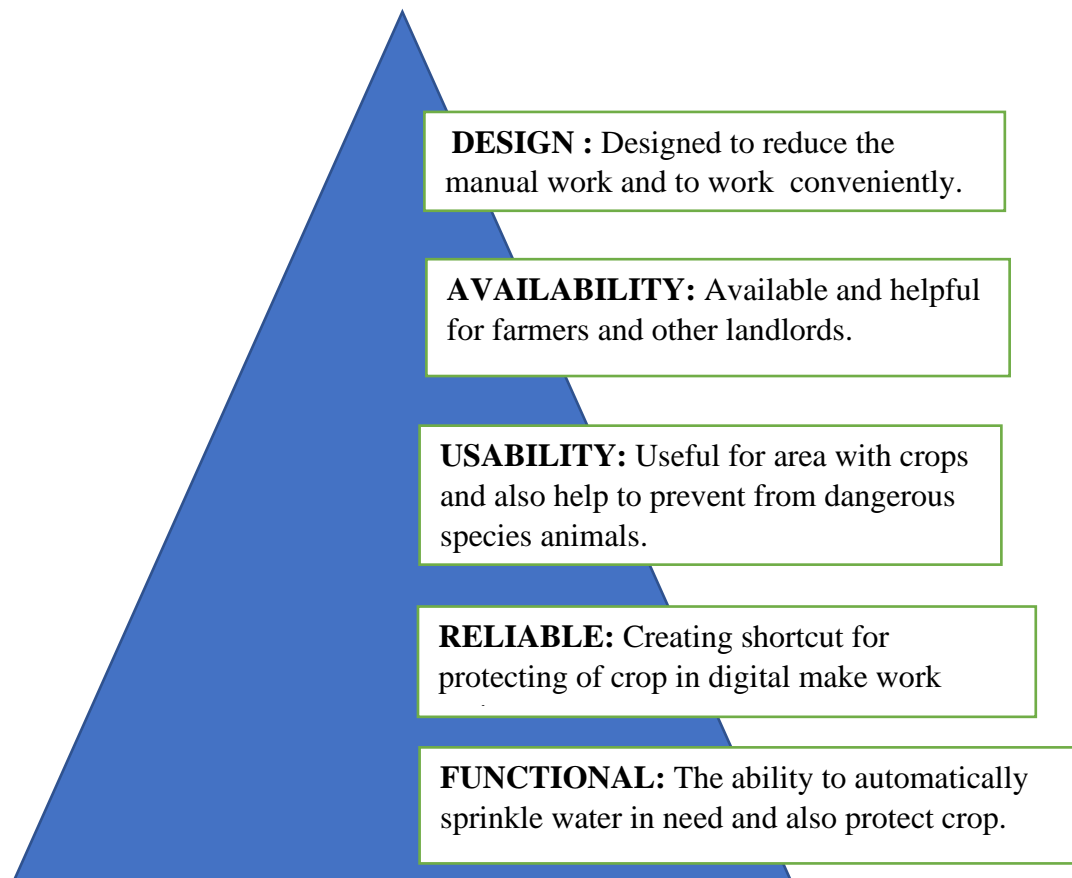 DESIGN : Designed to reduce the
manual work and to work conveniently.
AVAILABILITY: Available and helpful
for farmers and other landlords.
USABILITY: Useful for area with crops
and also help to prevent from dangerous
species animals.
RELIABLE: Creating shortcut for
protecting of crop in digital make work
FUNCTIONAL: The ability to automatically
sprinkle water in need and also protect crop.